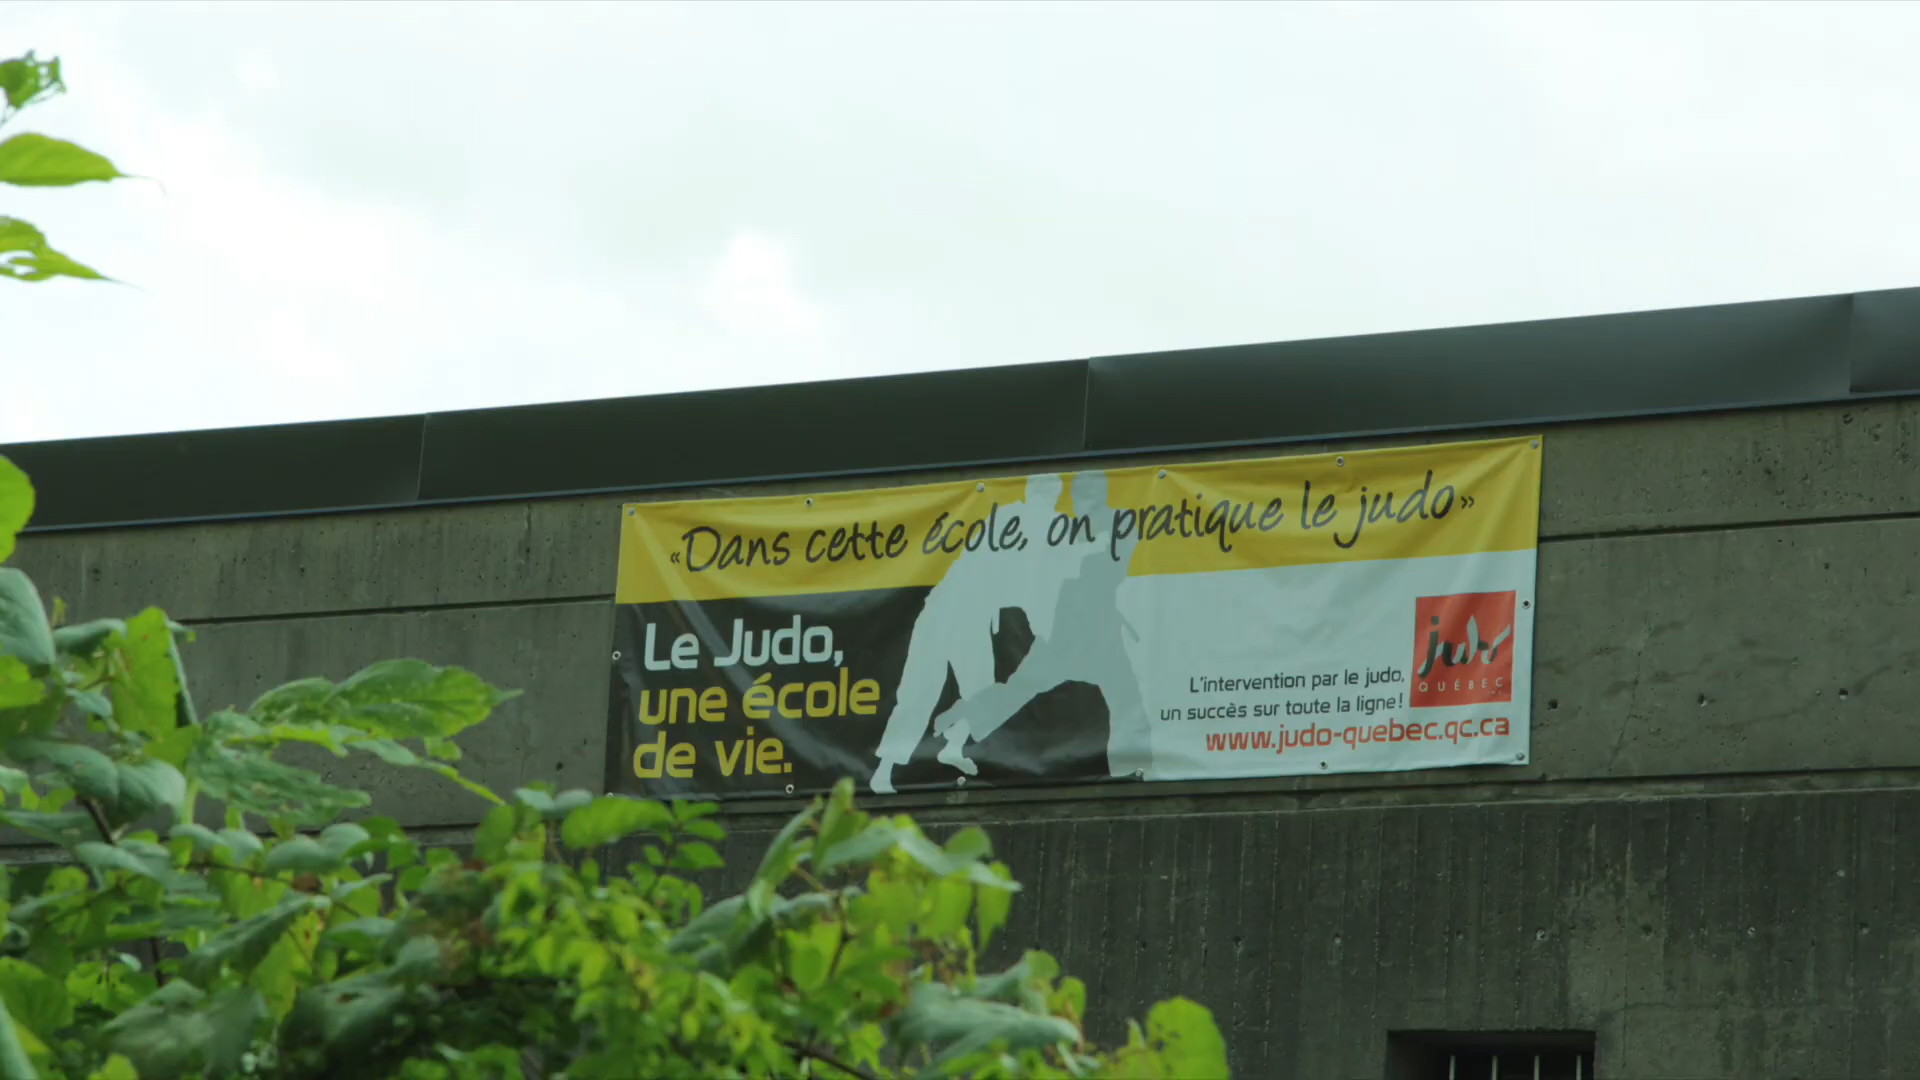 «Dans cette école, on pratique le judo»
Le Judo,
une école
de vie.
L'intervention par le judo,
un succès sur toute la ligne!
www.judo-quebec.qc.ca
judo
QUÉBEC